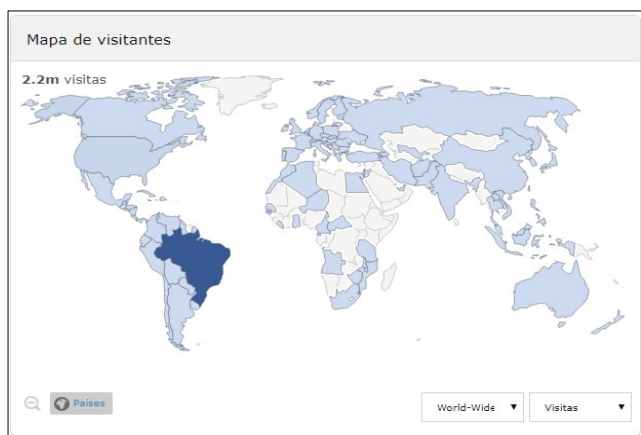 Mapa de visitantes
2.2m visitas
Países
World-Wide
Visitas